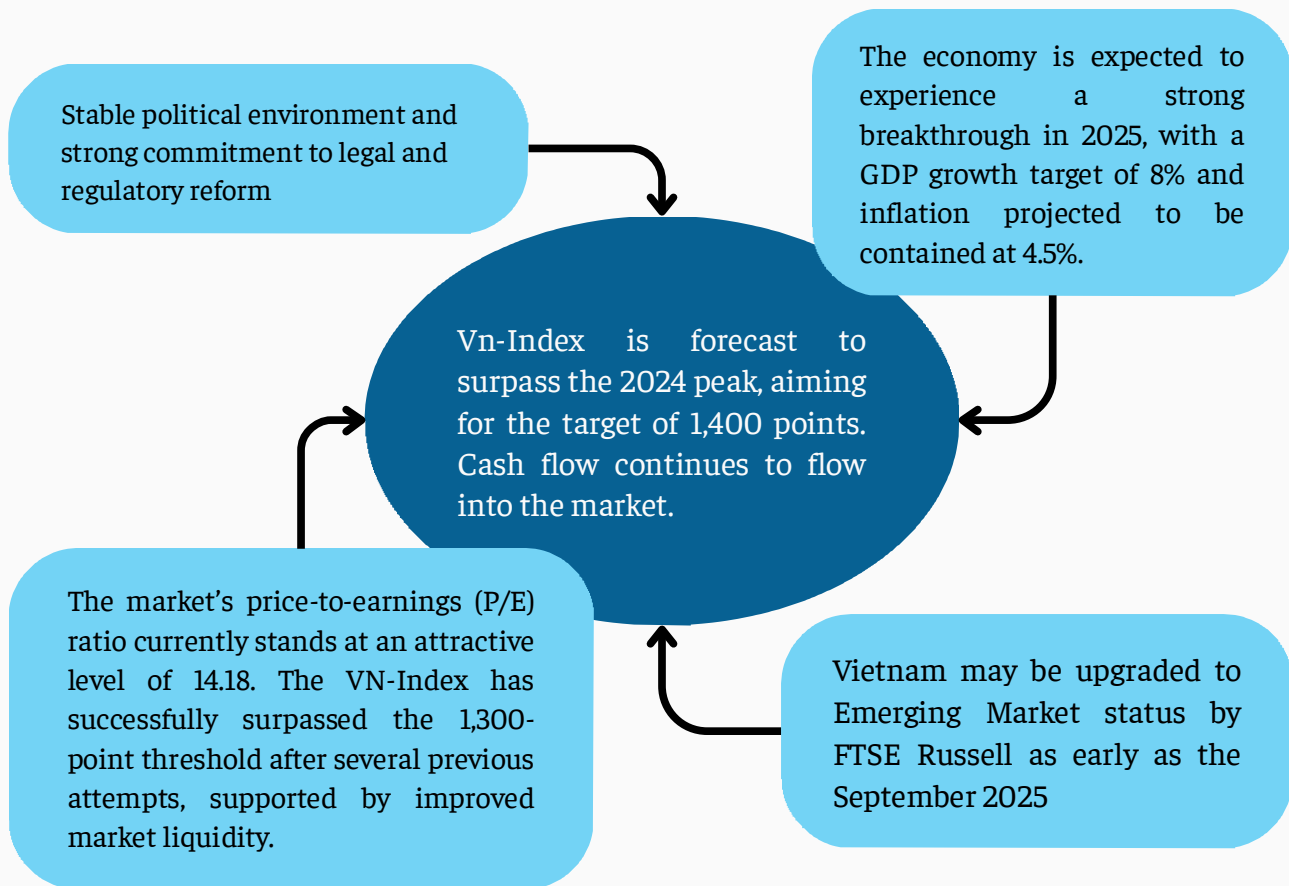 Stable political environment and
strong commitment to legal and
regulatory reform
The economy is expected to
experience a strong
breakthrough in 2025, with a
GDP growth target of 8% and
inflation projected to be
contained at 4.5%.
Vn-Index is forecast to
surpass the 2024 peak, aiming
for the target of 1,400 points.
Cash flow continues to flow
into the market.
The market’s price-to-earnings (P/E)
ratio currently stands at an attractive
level of 14.18. The VN-Index has
successfully surpassed the 1,300-
point threshold after several previous
attempts, supported by improved
market liquidity.
Vietnam may be upgraded to
Emerging Market status by
FTSE Russell as early as the
September 2025